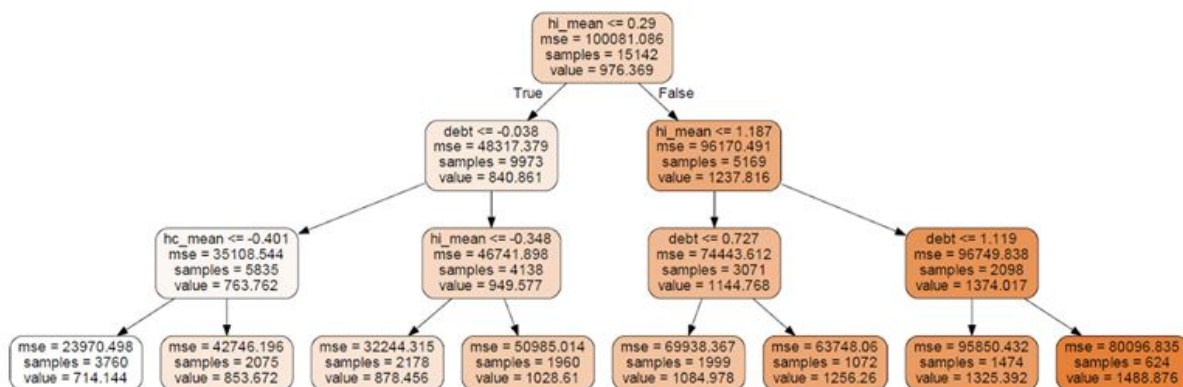 hi_mean <= 0.29
mse = 100081.086
samples = 15142
value = 976.369
True
False
debt <= -0.038
mse = 48317.379
samples = 9973
value = 840.861
hi_mean <= 1.187
mse = 96170.491
samples = 5169
value = 1237.816
hc_mean <= -0.401
mse = 35108.544
samples = 5835
value = 763.762
hi_mean <= -0.348
mse = 46741.898
samples = 4138
value = 949.577
debt <= 0.727
mse = 74443.612
samples = 3071
value = 1144.768
debt <= 1.119
mse = 96749.838
samples = 2098
value = 1374.017
mse = 23970.498
samples = 3760
value = 714.144
mse = 42746.196
samples = 2075
value = 853.672
mse = 32244.315
samples = 2178
value = 878.456
mse = 50985.014
samples = 1960
value = 1028.61
mse = 69938.367
samples = 1999
value = 1084.978
mse = 63748.06
samples = 1072
value = 1256.26
mse = 95850.432
samples = 1474
value = 1325.392
mse = 80096.835
samples = 624
value = 1488.876